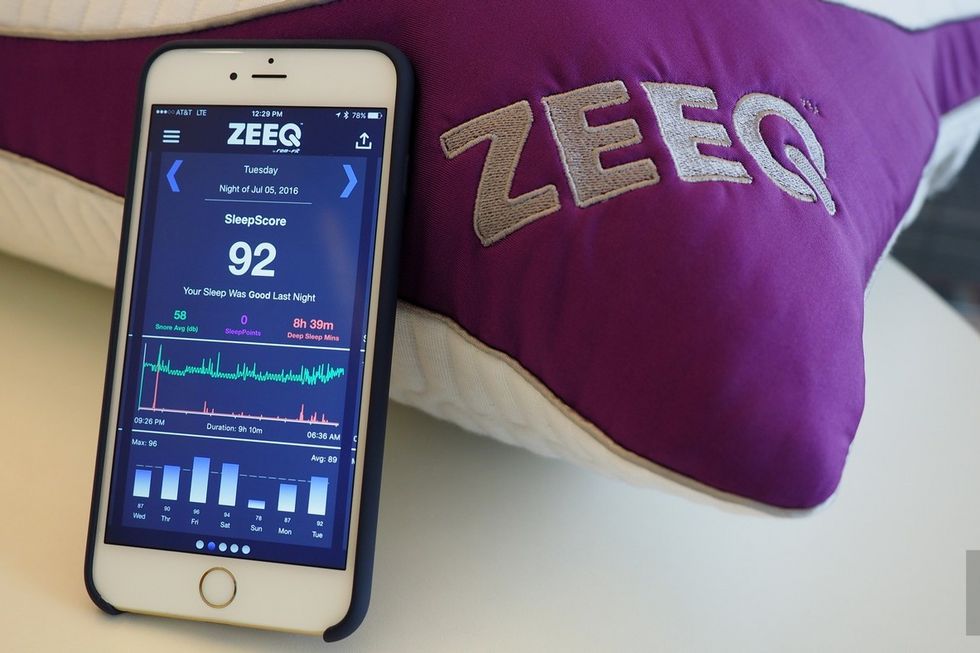 AT&T LTE
12:29 PM
78%
ZEEQ
Tuesday
Night of Jul 05, 2016
SleepScore
92
Your Sleep Was Good Last Night
58
Snore Avg (db)
0
SleepPoints
8h 39m
Deep Sleep Mins
09:26 PM
Duration: 9h 10m
06:36 AM
Max: 96
Avg: 89
87 90 96 94 78 87 92
Wed Thr Fri Sat Sun Mon Tue
ZEEQ™